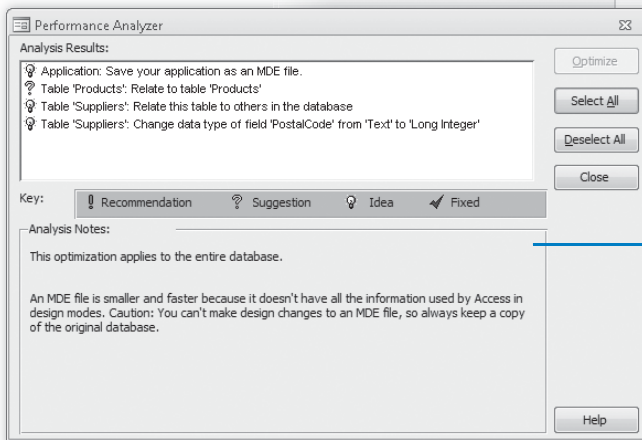 Performance Analyzer
Analysis Results:
Application: Save your application as an MDE file.
Table 'Products': Relate to table 'Products'
Table 'Suppliers': Relate this table to others in the database
Table 'Suppliers': Change data type of field 'PostalCode' from 'Text' to 'Long Integer'
Optimize
Select All
Deselect All
Close
Key:
Recommendation
Suggestion
Idea
Fixed
Analysis Notes:
This optimization applies to the entire database.
An MDE file is smaller and faster because it doesn't have all the information used by Access in
design modes. Caution: You can't make design changes to an MDE file, so always keep a copy
of the original database.
Help